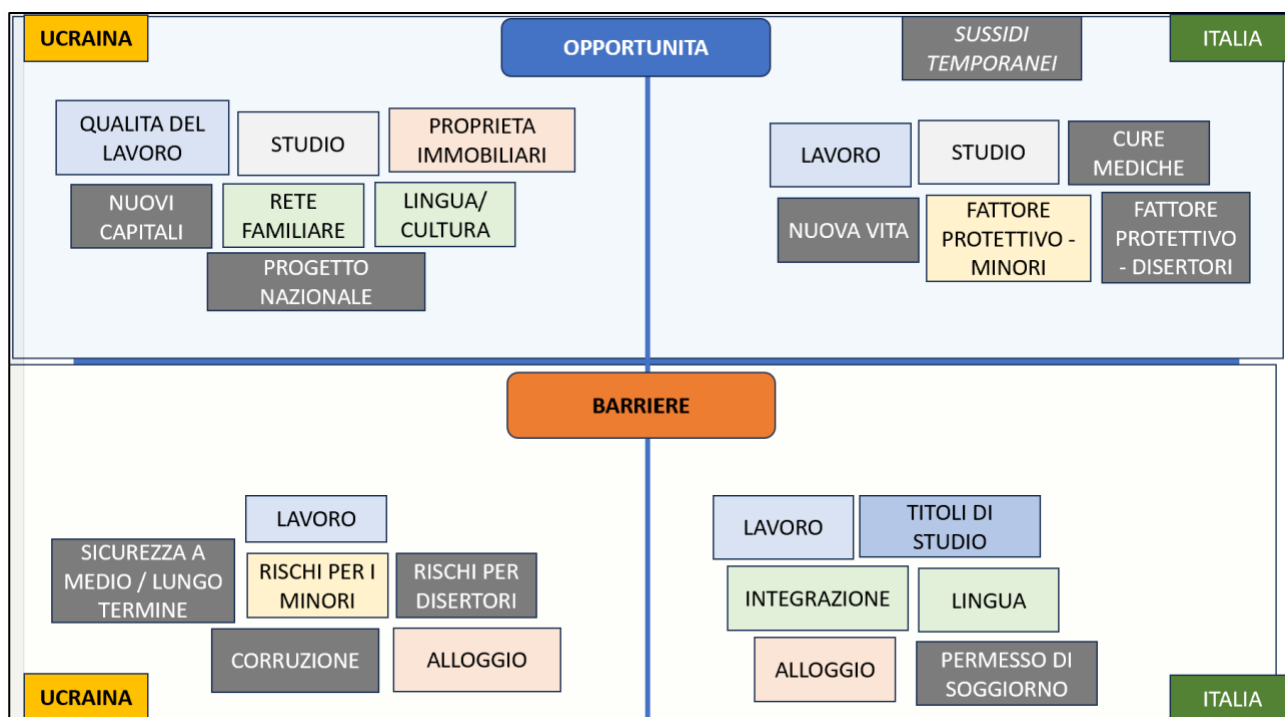 UCRAINA
OPPORTUNITA
SUSSIDI
TEMPORANEI
ITALIA
QUALITA DEL
LAVORO
STUDIO
PROPRIETA
IMMOBILIARI
NUOVI
CAPITALI
RETE
FAMILIARE
LINGUA/
CULTURA
PROGETTO
NAZIONALE
LAVORO
STUDIO
CURE
MEDICHE
NUOVA VITA
FATTORE
PROTETTIVO -
MINORI
FATTORE
PROTETTIVO
- DISERTORI
BARRIERE
LAVORO
SICUREZZA A
MEDIO / LUNGO
TERMINE
RISCHI PER I
MINORI
RISCHI PER
DISERTORI
CORRUZIONE
ALLOGGIO
UCRAINA
LAVORO
TITOLI DI
STUDIO
INTEGRAZIONE
LINGUA
ALLOGGIO
PERMESSO DI
SOGGIORNO
ITALIA